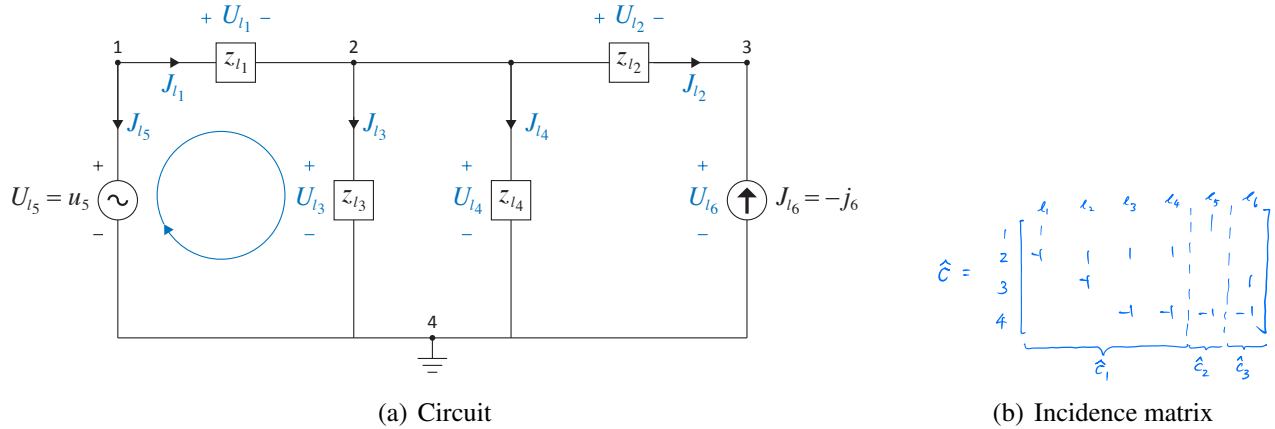 + U_{l_1} −
+ U_{l_2} −
1
2
3
z_{l_1}
z_{l_2}
J_{l_1}
J_{l_2}
J_{l_5}
J_{l_3}
J_{l_4}
+
+
+
+
U_{l_5} = u_5
U_{l_3}
z_{l_3}
U_{l_4}
z_{l_4}
U_{l_6}
J_{l_6} = −j_6
−
−
−
−
4
l_1 l_2 l_3 l_4 l_5 l_6
1 1 1
2 -1 1 1 1
Ĉ =
3 -1 1
4 -1 -1 -1 -1
Ĉ_1 Ĉ_2 Ĉ_3
(a) Circuit
(b) Incidence matrix